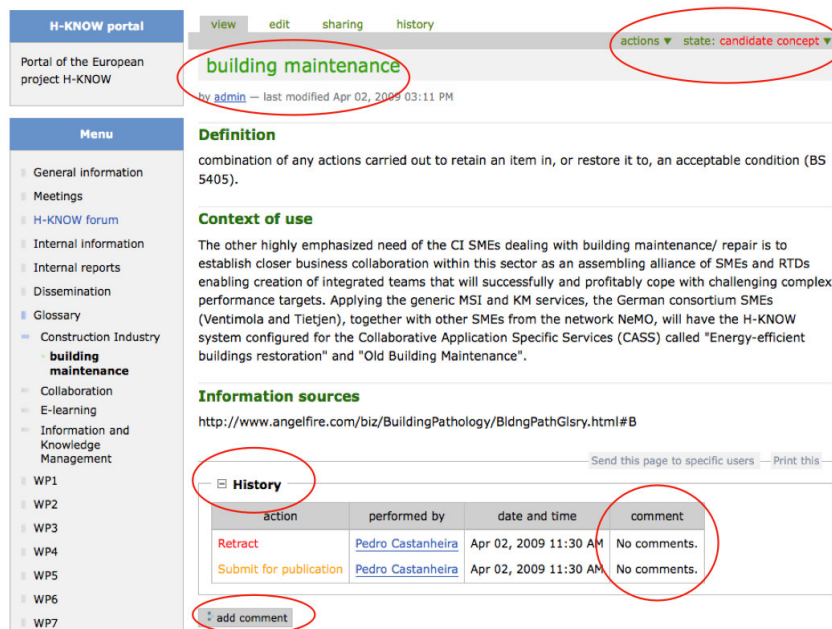 H-KNOW portal
Portal of the European
project H-KNOW
Menu
General information
Meetings
H-KNOW forum
Internal information
Internal reports
Dissemination
Glossary
Construction Industry
building
maintenance
Collaboration
E-learning
Information and
Knowledge
Management
WP1
WP2
WP3
WP4
WP5
WP6
WP7
view edit sharing history
actions ▼ state: candidate concept ▼
building maintenance
by admin — last modified Apr 02, 2009 03:11 PM
Definition
combination of any actions carried out to retain an item in, or restore it to, an acceptable condition (BS
5405).
Context of use
The other highly emphasized need of the CI SMEs dealing with building maintenance/ repair is to
establish closer business collaboration within this sector as an assembling alliance of SMEs and RTDs
enabling creation of integrated teams that will successfully and profitably cope with challenging complex
performance targets. Applying the generic MSI and KM services, the German consortium SMEs
(Ventimola and Tietjen), together with other SMEs from the network NeMO, will have the H-KNOW
system configured for the Collaborative Application Specific Services (CASS) called "Energy-efficient
buildings restoration" and "Old Building Maintenance".
Information sources
http://www.angelfire.com/biz/BuildingPathology/BldngPathGlsry.html#B
Send this page to specific users — Print this
History
action performed by date and time comment
Retract Pedro Castanheira Apr 02, 2009 11:30 AM No comments.
Submit for publication Pedro Castanheira Apr 02, 2009 11:30 AM No comments.
add comment